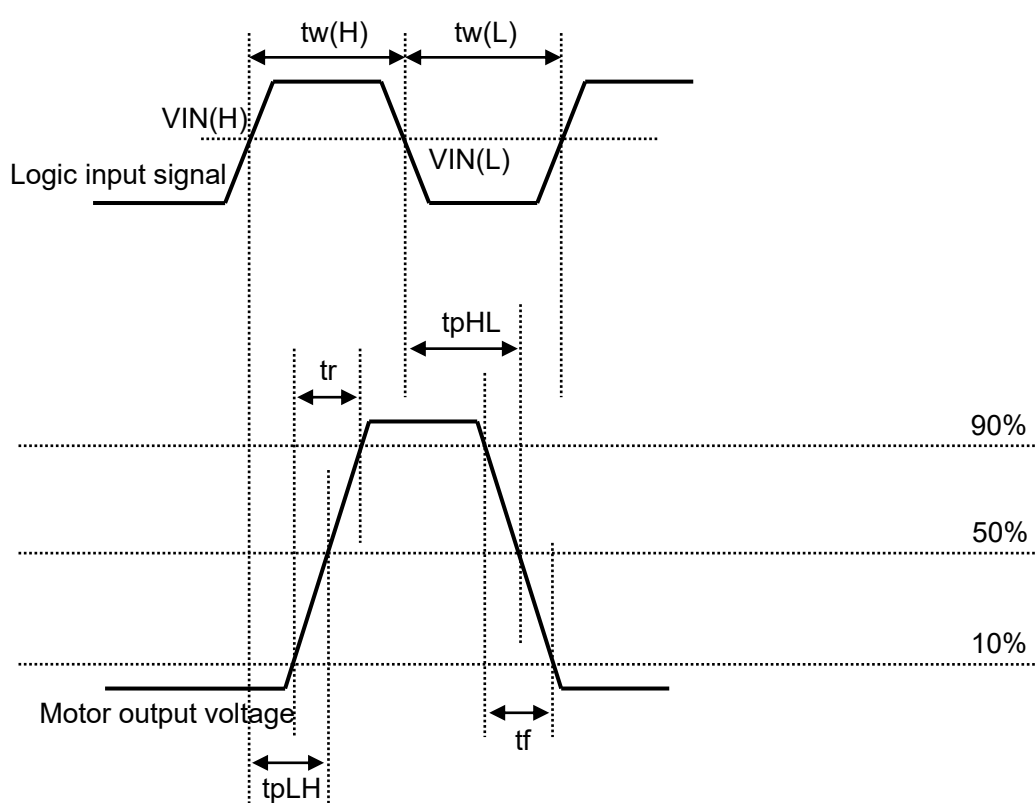 tw(H)
tw(L)
VIN(H)
VIN(L)
Logic input signal
tpHL
tr
90%
50%
10%
Motor output voltage
tf
tpLH